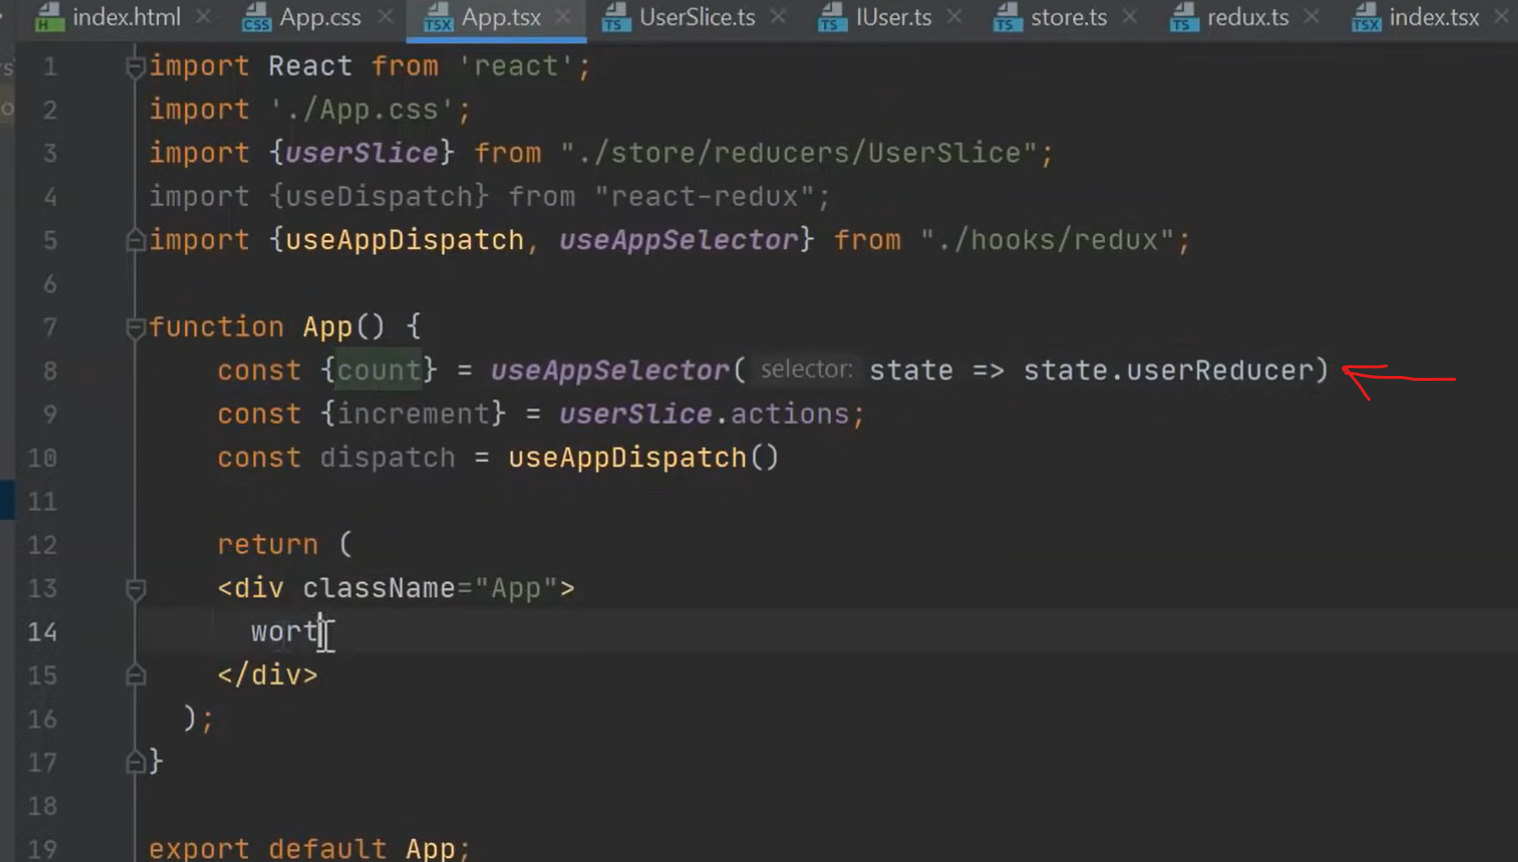 index.html App.css App.tsx UserSlice.ts IUser.ts store.ts redux.ts index.tsx
1 import React from 'react';
2 import './App.css';
3 import {userSlice} from "./store/reducers/UserSlice";
4 import {useDispatch} from "react-redux";
5 import {useAppDispatch, useAppSelector} from "./hooks/redux";
6
7 function App() {
8 const {count} = useAppSelector( selector: state => state.userReducer)
9 const {increment} = userSlice.actions;
10 const dispatch = useAppDispatch()
11
12 return (
13 <div className="App">
14 wort
15 </div>
16 );
17 }
18
19 export default App;